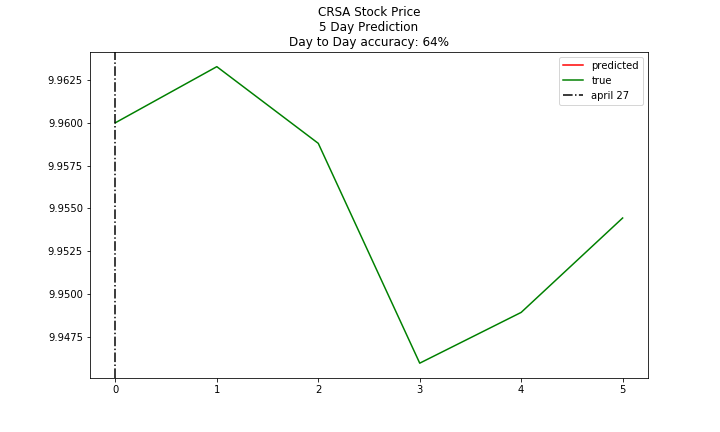 CRSA Stock Price
5 Day Prediction
Day to Day accuracy: 64%
predicted
true
april 27
9.9625
9.9600
9.9575
9.9550
9.9525
9.9500
9.9475
0 1 2 3 4 5